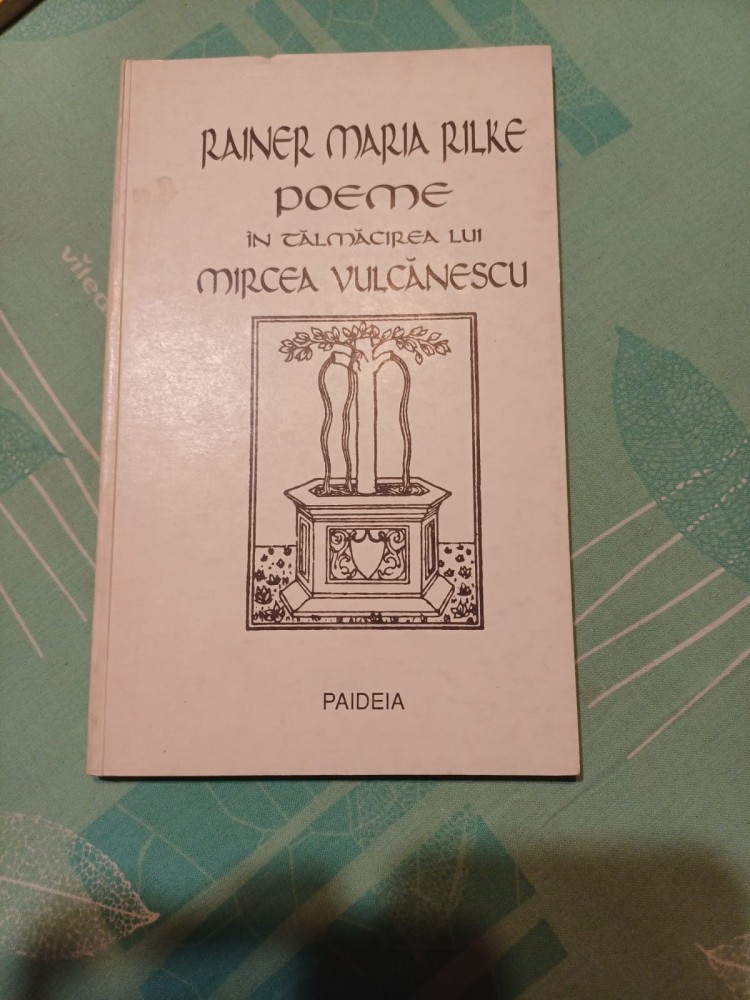 RAINER MARIA RILKE
POEME
ÎN TĂLMĂCIREA LUI
MIRCEA VULCĂNESCU
PAIDEIA